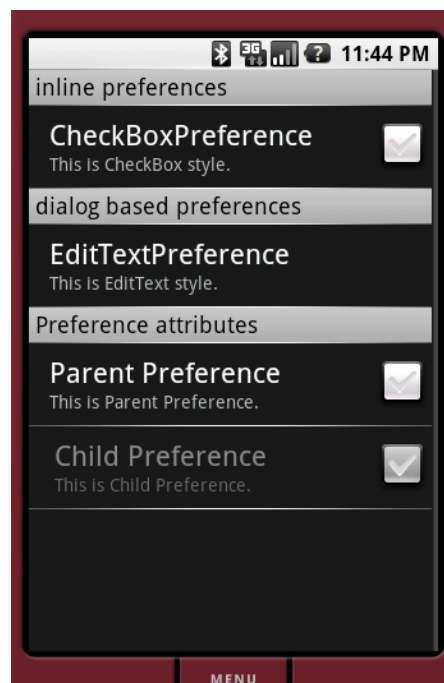 3G ? 11:44 PM
inline preferences
CheckBoxPreference
This is CheckBox style.
dialog based preferences
EditTextPreference
This is EditText style.
Preference attributes
Parent Preference
This is Parent Preference.
Child Preference
This is Child Preference.
MENU